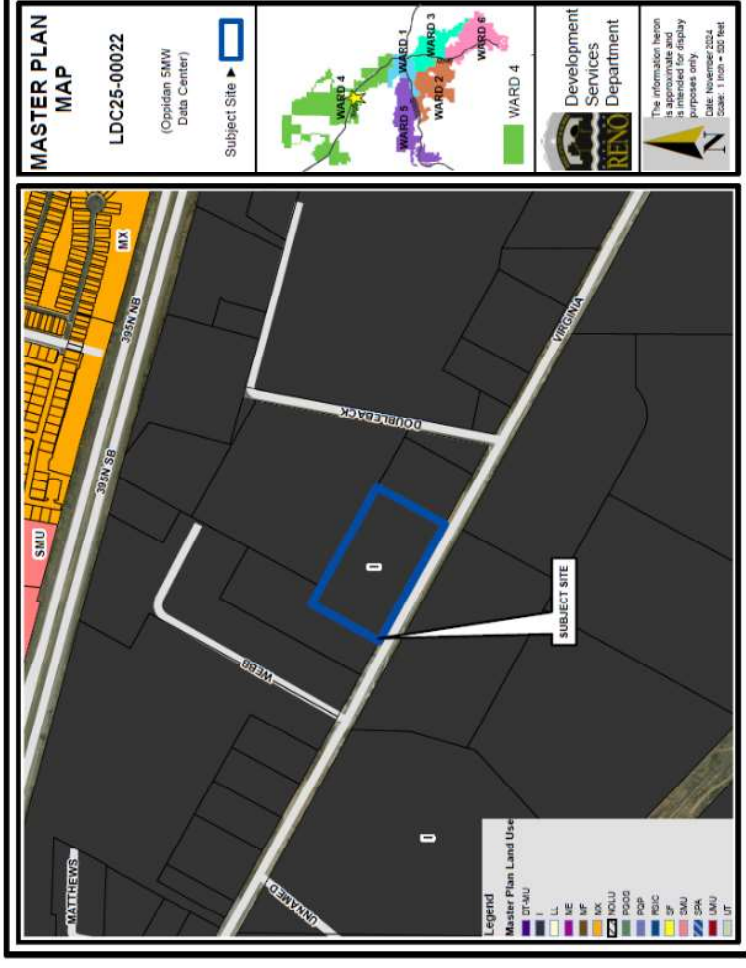 MASTER PLAN
MAP
LDC25-00022
(Oppidan 5MW
Data Center)
Subject Site ►
WARD 4
WARD 1
WARD 3
WARD 6
WARD 5
WARD 2
WARD 4
RENO
Development
Services
Department
N
The information hereon
is approximate and
is intended for display
purposes only.
Date: November 2024
Scale: 1 inch = 500 feet
MATTHEWS
SMU
MX
395N SB
395N NB
WEBB
DOUBLEBACK
UNNAMED
VIRGINIA
I
I
SUBJECT SITE
Legend
Master Plan Land Use
DT-MU
I
LL
ME
MF
MX
NOLU
PGOS
PQP
RSIC
SF
SMU
SPA
UMU
UT